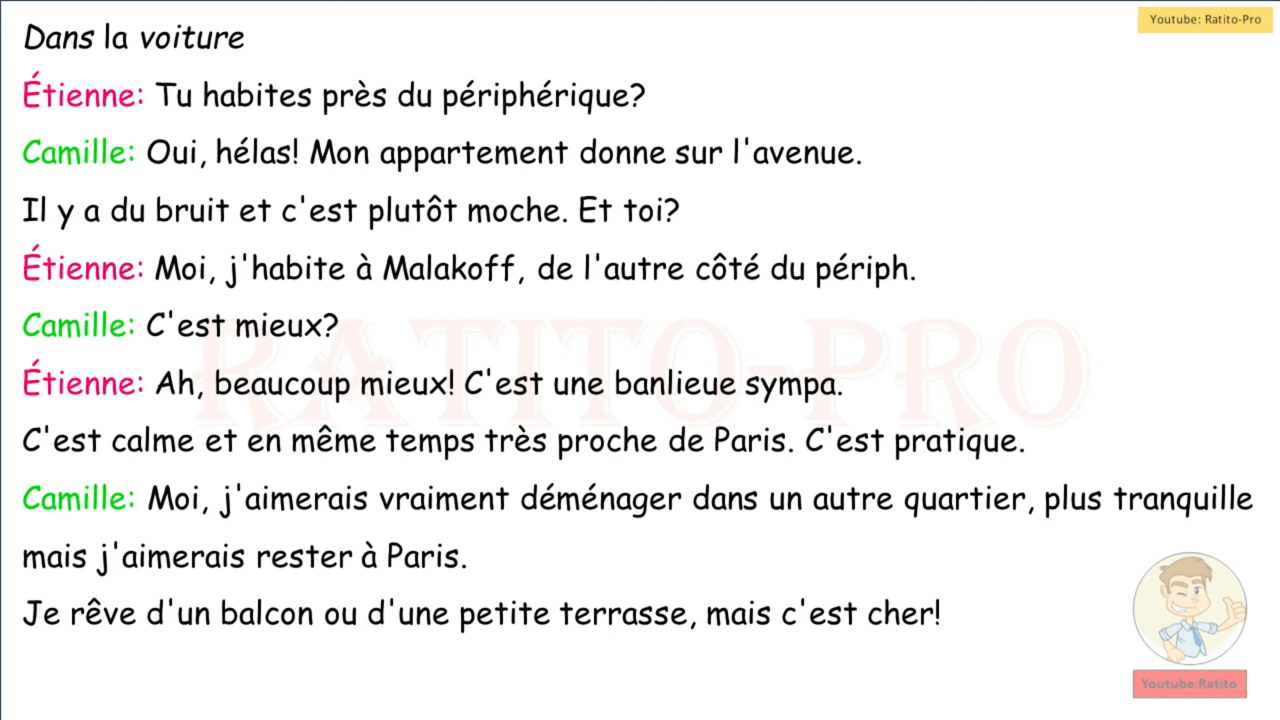 Youtube: Ratito-Pro
Dans la voiture
Étienne: Tu habites près du périphérique?
Camille: Oui, hélas! Mon appartement donne sur l'avenue.
Il y a du bruit et c'est plutôt moche. Et toi?
Étienne: Moi, j'habite à Malakoff, de l'autre côté du périph.
Camille: C'est mieux?
RATITO-PRO
Étienne: Ah, beaucoup mieux! C'est une banlieue sympa.
C'est calme et en même temps très proche de Paris. C'est pratique.
Camille: Moi, j'aimerais vraiment déménager dans un autre quartier, plus tranquille
mais j'aimerais rester à Paris.
Je rêve d'un balcon ou d'une petite terrasse, mais c'est cher!
Youtube:Ratito